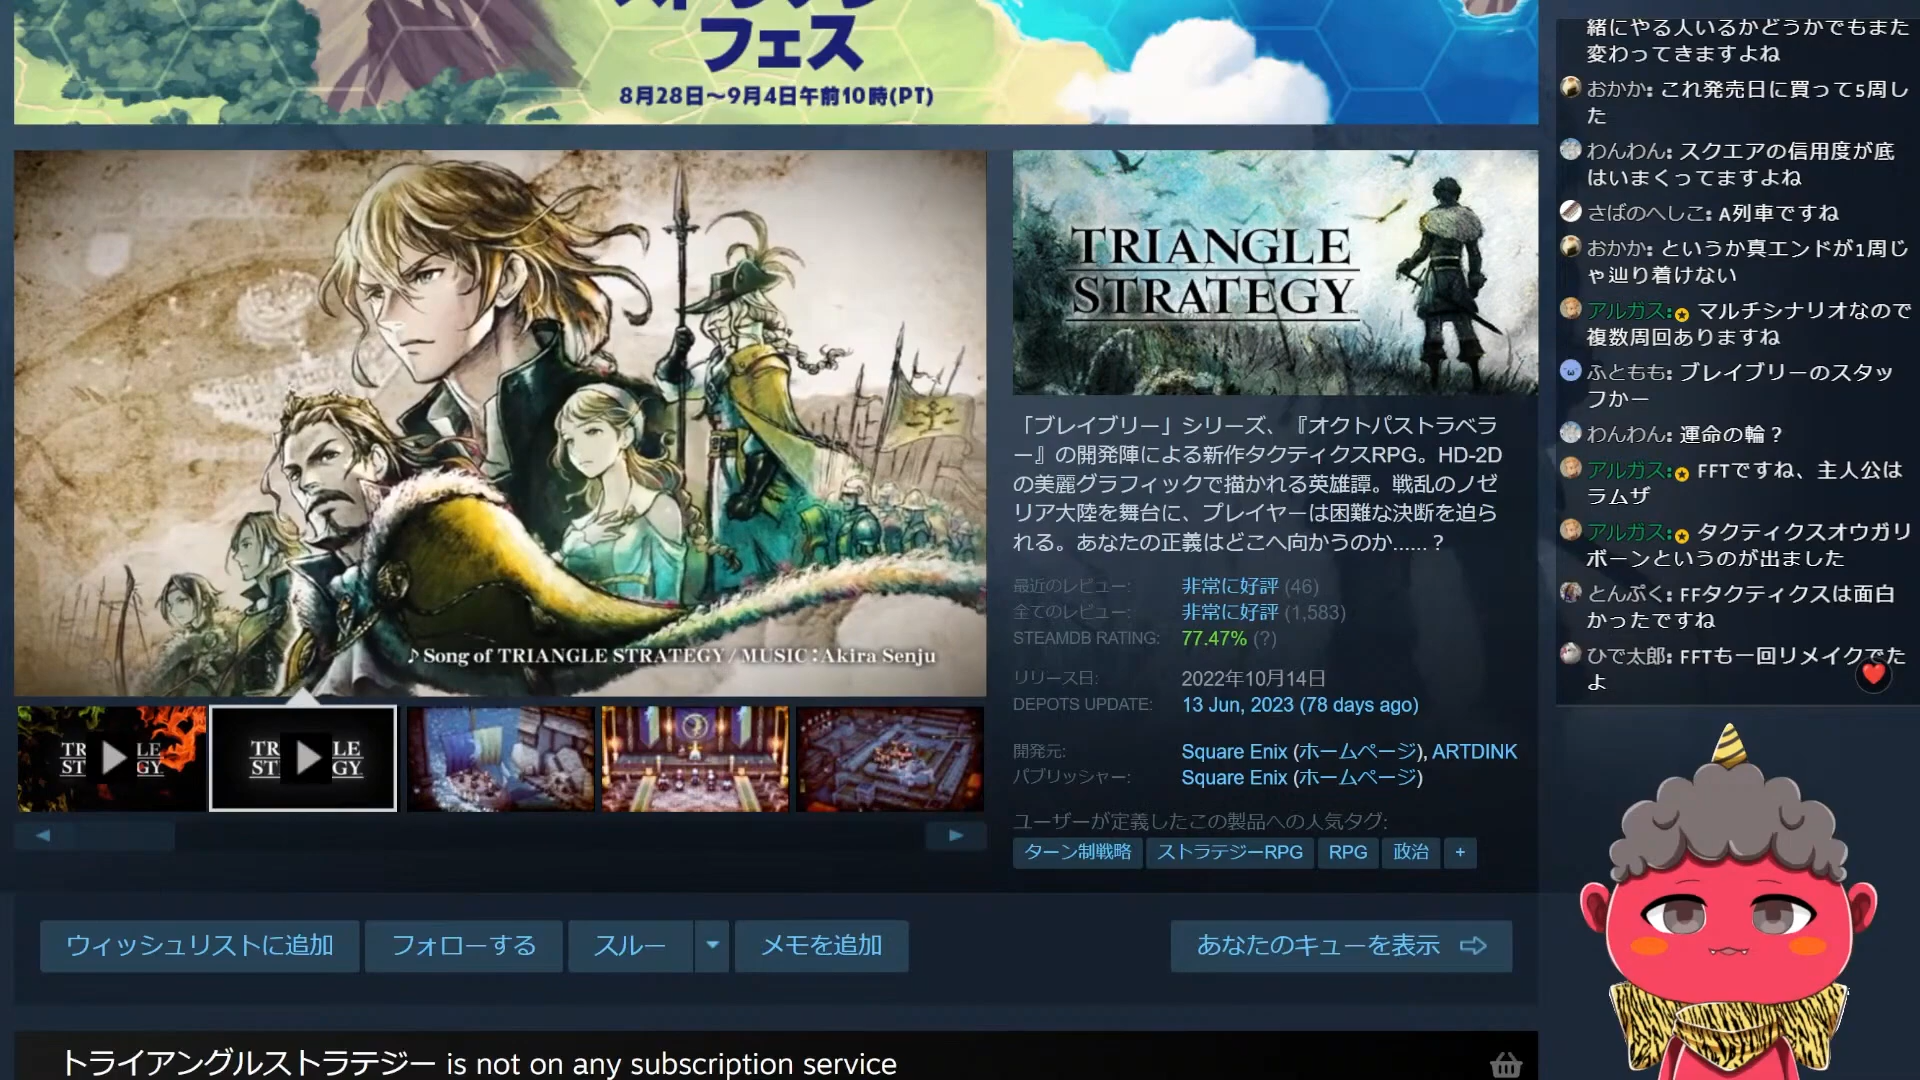 フェス
8月28日～9月4日午前10時(PT)
♪Song of TRIANGLE STRATEGY / MUSIC：Akira Senju
TRIANGLE
STRATEGY
「ブレイブリー」シリーズ、『オクトパストラベラ
ー』の開発陣による新作タクティクスRPG。HD-2D
の美麗グラフィックで描かれる英雄譚。戦乱のノゼ
リア大陸を舞台に、プレイヤーは困難な決断を迫ら
れる。あなたの正義はどこへ向かうのか......？
最近のレビュー: 非常に好評 (46)
全てのレビュー: 非常に好評 (1,583)
STEAMDB RATING: 77.47% (?)
リリース日: 2022年10月14日
DEPOTS UPDATE: 13 Jun, 2023 (78 days ago)
開発元: Square Enix (ホームページ), ARTDINK
パブリッシャー: Square Enix (ホームページ)
ユーザーが定義したこの製品への人気タグ:
ターン制戦略 ストラテジーRPG RPG 政治 +
TR LE
ST GY
TR LE
ST GY
ウィッシュリストに追加 フォローする スルー メモを追加 あなたのキューを表示
トライアングルストラテジー is not on any subscription service
緒にやる人いるかどうかでもまた
変わってきますよね
おかか: これ発売日に買って5周し
た
わんわん: スクエアの信用度が底
はいまくってますよね
さばのへしこ: A列車ですね
おかか: というか真エンドが1周じ
ゃ辿り着けない
アルガス: マルチシナリオなので
複数周回ありますね
ふともも: ブレイブリーのスタッ
フかー
わんわん: 運命の輪？
アルガス: FFTですね、主人公は
ラムザ
アルガス: タクティクスオウガリ
ボーンというのが出ました
とんぷく: FFタクティクスは面白
かったですね
ひで太郎: FFTも一回リメイクでた
よ